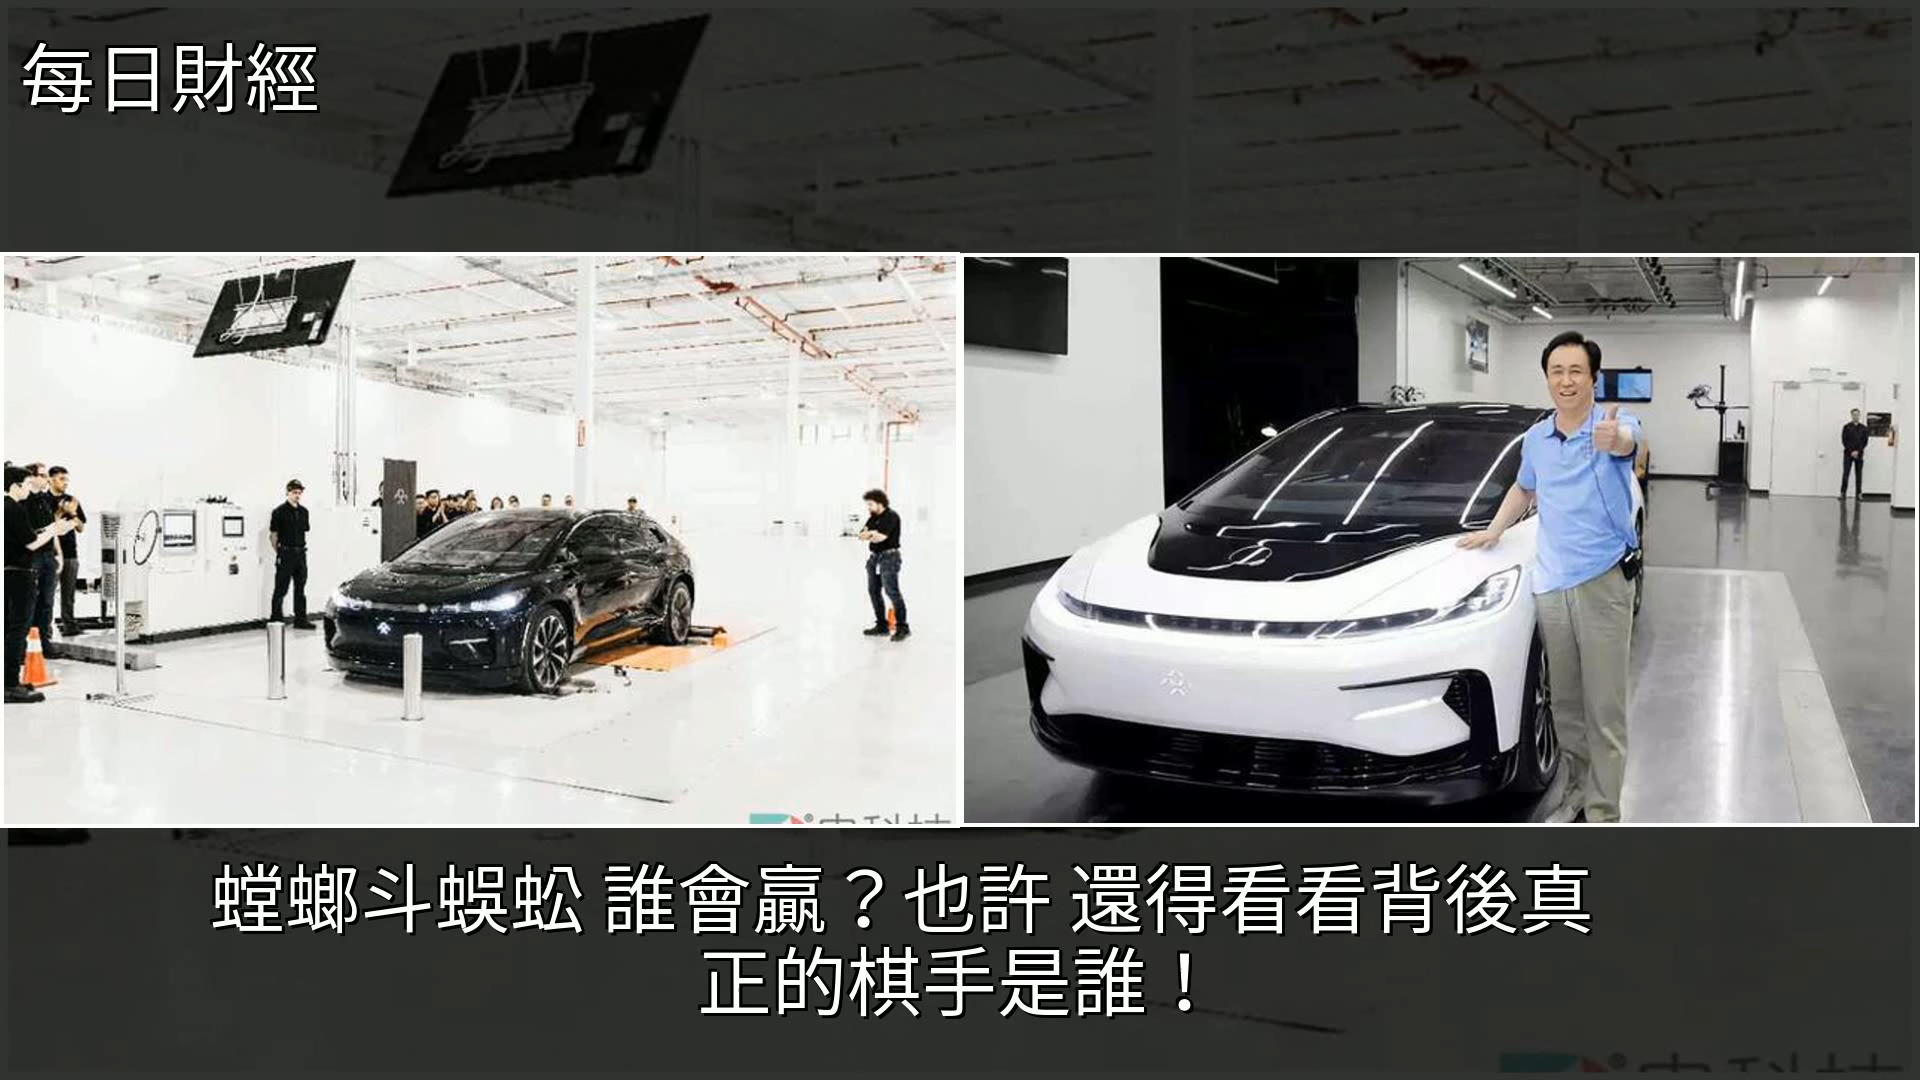 每日財經
螳螂斗蜈蚣 誰會贏？也許 還得看看背後真
正的棋手是誰！